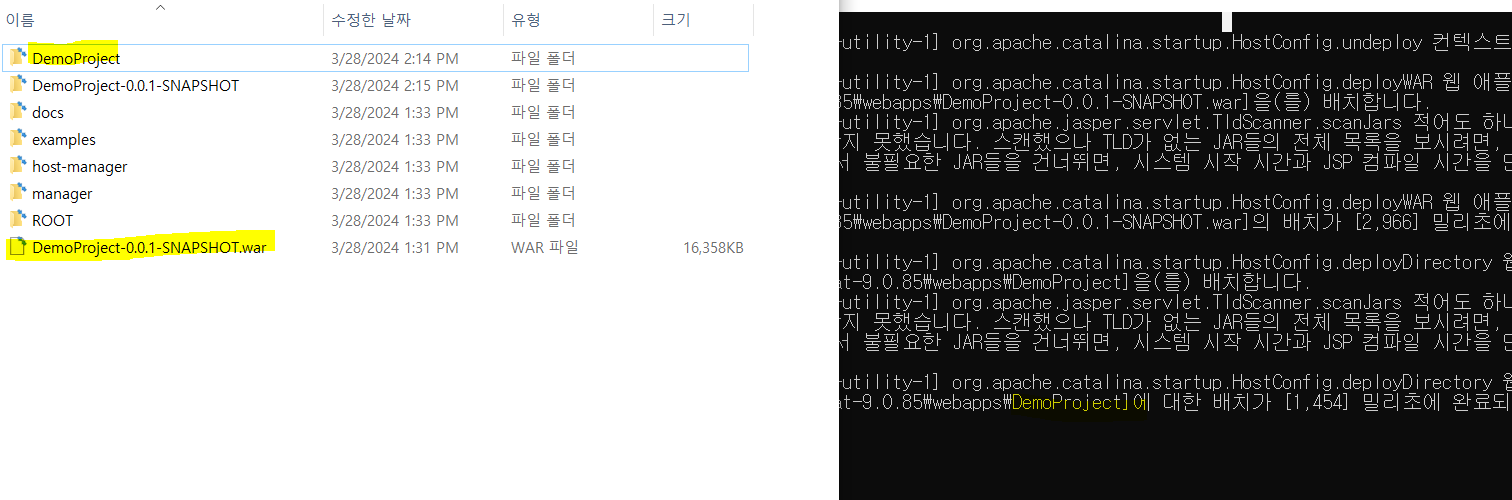 이름 수정한 날짜 유형 크기
DemoProject 3/28/2024 2:14 PM 파일 폴더
DemoProject-0.0.1-SNAPSHOT 3/28/2024 2:15 PM 파일 폴더
docs 3/28/2024 1:33 PM 파일 폴더
examples 3/28/2024 1:33 PM 파일 폴더
host-manager 3/28/2024 1:33 PM 파일 폴더
manager 3/28/2024 1:33 PM 파일 폴더
ROOT 3/28/2024 1:33 PM 파일 폴더
DemoProject-0.0.1-SNAPSHOT.war 3/28/2024 1:31 PM WAR 파일 16,358KB
-utility-1] org.apache.catalina.startup.HostConfig.undeploy 컨텍스트
-utility-1] org.apache.catalina.startup.HostConfig.deployWAR 웹 애플
85₩webapps₩DemoProject-0.0.1-SNAPSHOT.war]을(를) 배치합니다.
-utility-1] org.apache.jasper.servlet.TldScanner.scanJars 적어도 하나
지 못했습니다. 스캔했으나 TLD가 없는 JAR들의 전체 목록을 보시려면,
서 불필요한 JAR들을 건너뛰면, 시스템 시작 시간과 JSP 컴파일 시간을 단
-utility-1] org.apache.catalina.startup.HostConfig.deployWAR 웹 애플
85₩webapps₩DemoProject-0.0.1-SNAPSHOT.war]의 배치가 [2,966] 밀리초에
-utility-1] org.apache.catalina.startup.HostConfig.deployDirectory 웹
at-9.0.85₩webapps₩DemoProject]을(를) 배치합니다.
-utility-1] org.apache.jasper.servlet.TldScanner.scanJars 적어도 하나
지 못했습니다. 스캔했으나 TLD가 없는 JAR들의 전체 목록을 보시려면,
서 불필요한 JAR들을 건너뛰면, 시스템 시작 시간과 JSP 컴파일 시간을 단
-utility-1] org.apache.catalina.startup.HostConfig.deployDirectory 웹
at-9.0.85₩webapps₩DemoProject]에 대한 배치가 [1,454] 밀리초에 완료되